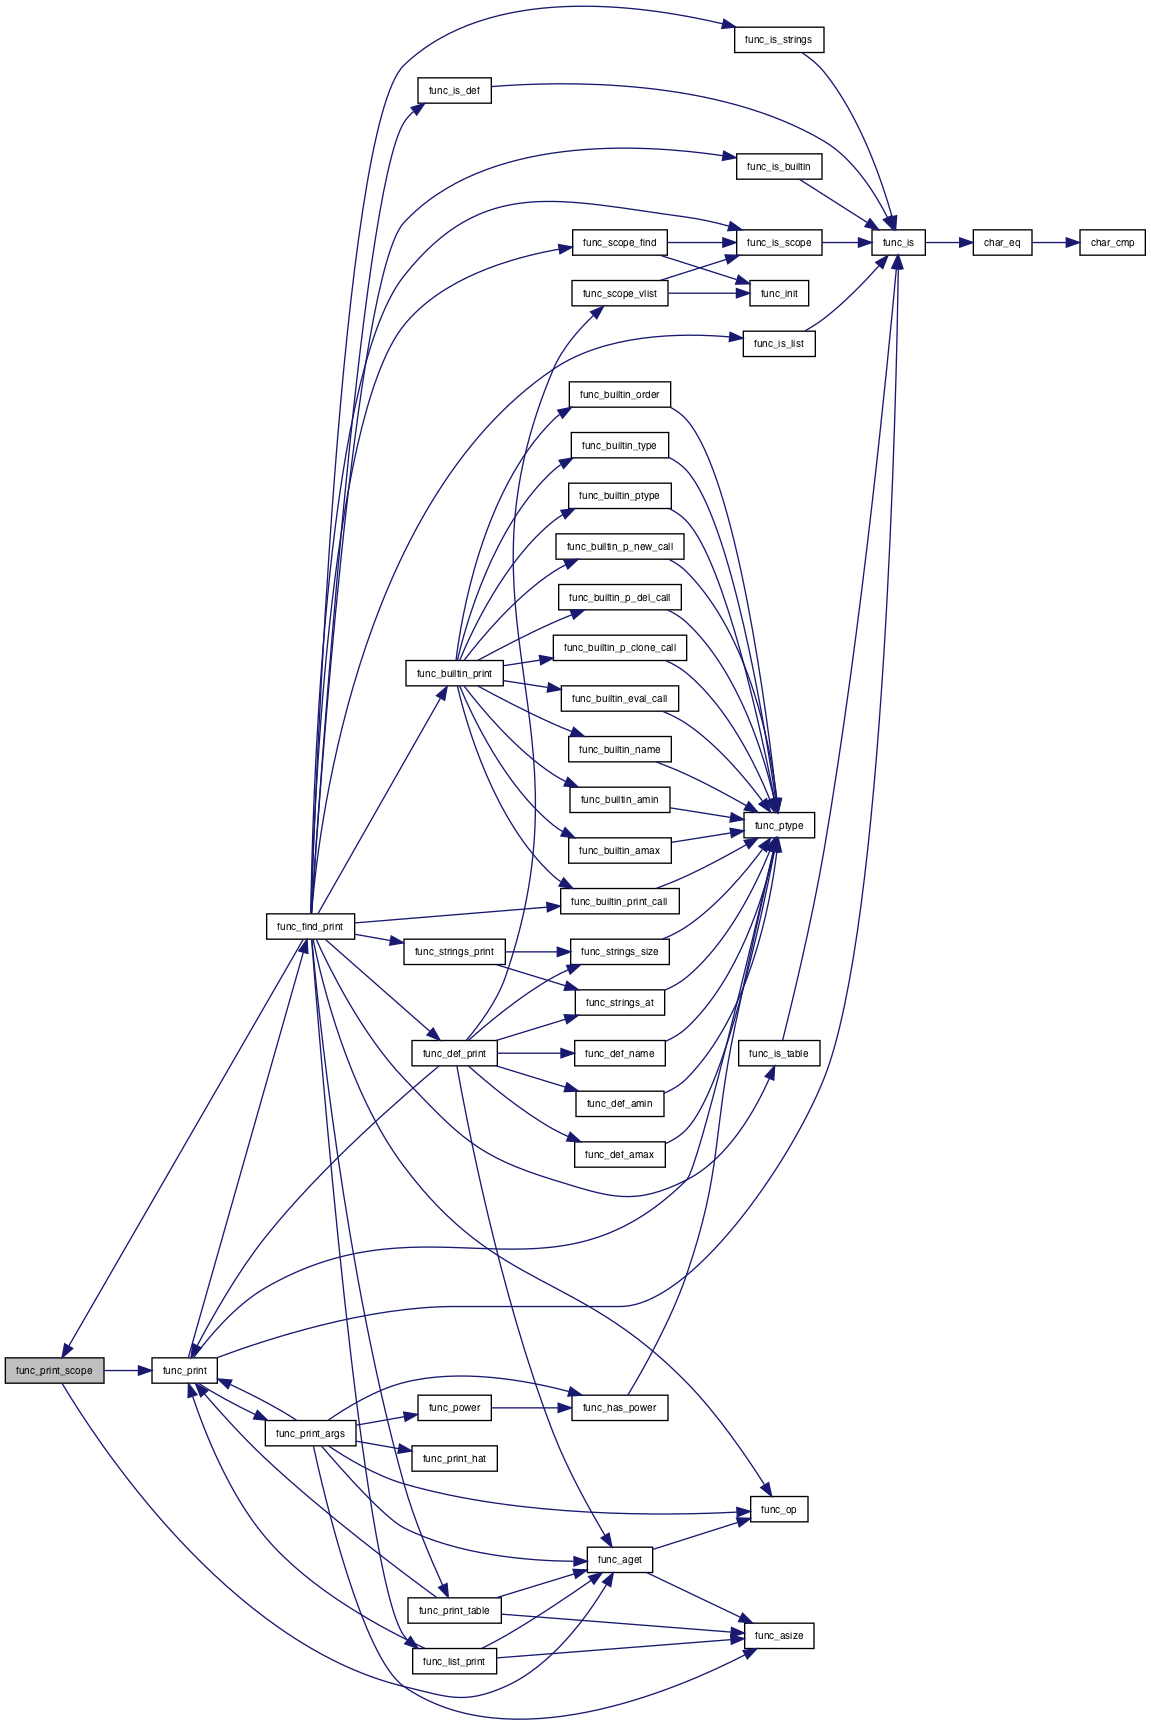 func_is_strings
func_is_def
func_is_builtin
func_scope_find
func_is_scope
func_is
char_eq
char_cmp
func_scope_vlist
func_init
func_is_list
func_builtin_order
func_builtin_type
func_builtin_ptype
func_builtin_p_new_call
func_builtin_p_del_call
func_builtin_p_clone_call
func_builtin_print
func_builtin_eval_call
func_builtin_name
func_builtin_amin
func_ptype
func_builtin_amax
func_builtin_print_call
func_find_print
func_strings_print
func_strings_size
func_strings_at
func_def_print
func_def_name
func_is_table
func_def_amin
func_def_amax
func_print_scope
func_print
func_power
func_has_power
func_print_args
func_print_hat
func_op
func_aget
func_print_table
func_asize
func_list_print